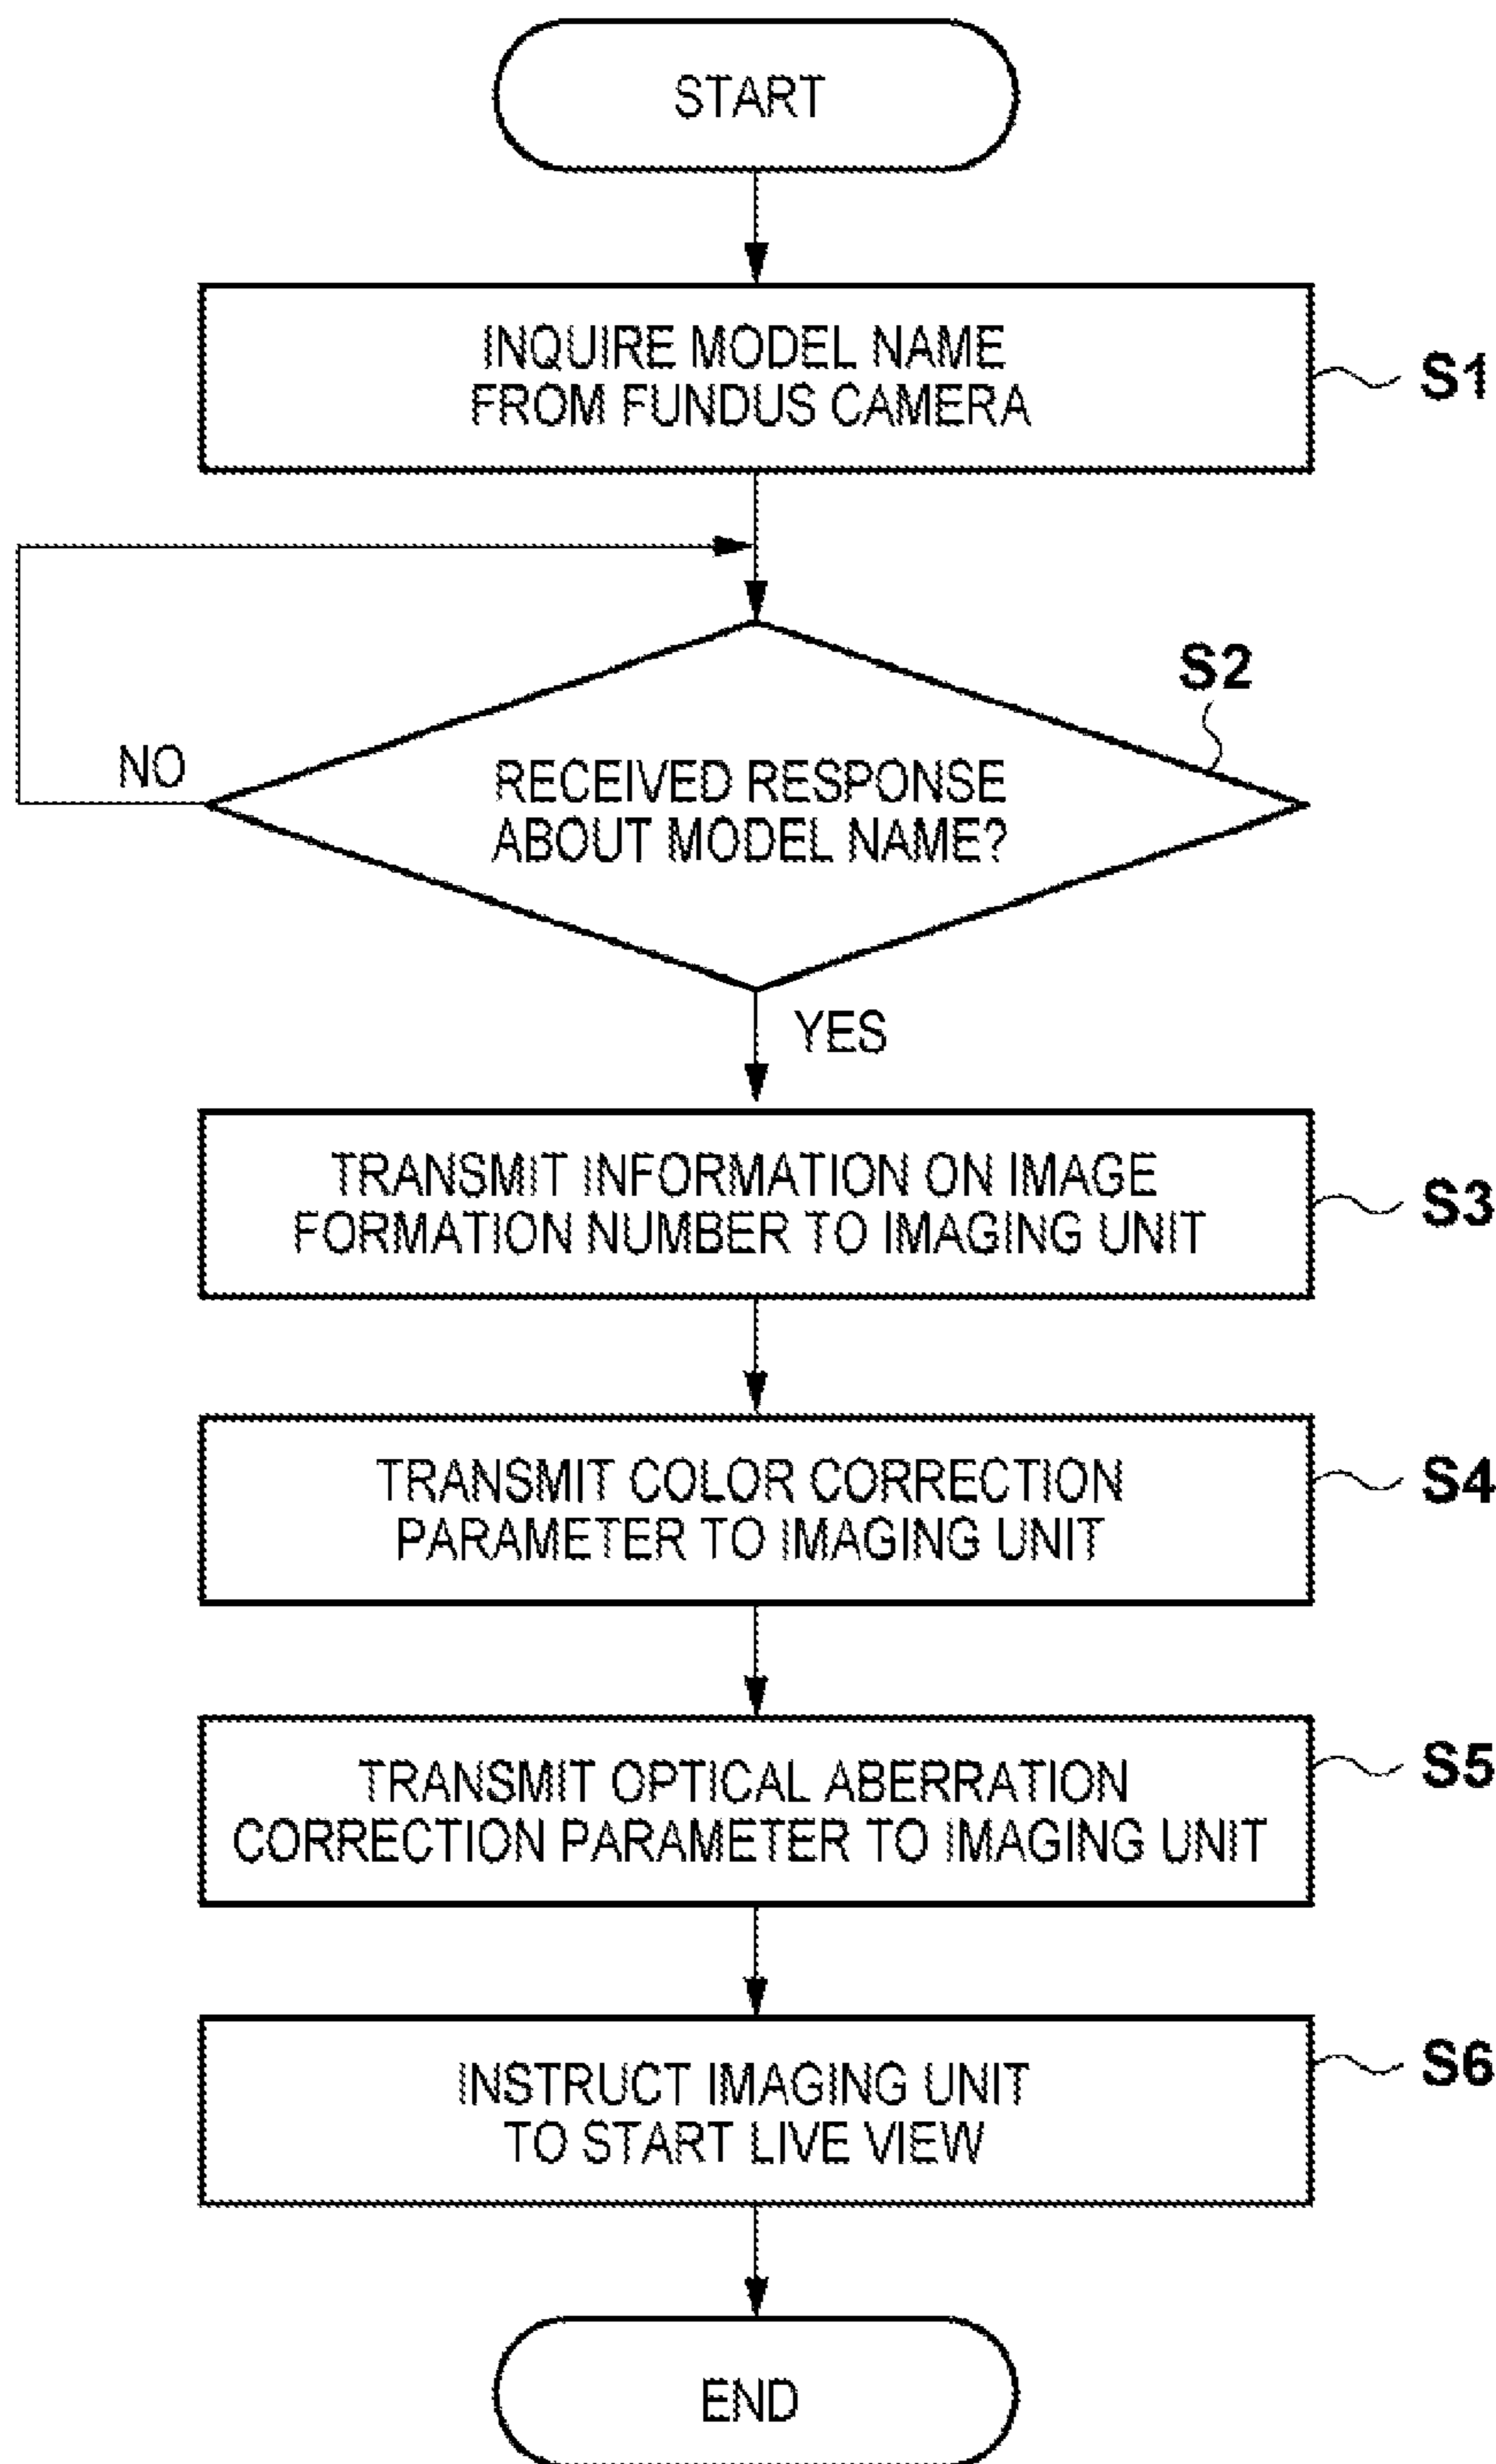 START
INQUIRE MODEL NAME
FROM FUNDUS CAMERA
S1
S2
NO
RECEIVED RESPONSE
ABOUT MODEL NAME?
YES
TRANSMIT INFORMATION ON IMAGE
FORMATION NUMBER TO IMAGING UNIT
S3
TRANSMIT COLOR CORRECTION
PARAMETER TO IMAGING UNIT
S4
TRANSMIT OPTICAL ABERRATION
CORRECTION PARAMETER TO IMAGING UNIT
S5
INSTRUCT IMAGING UNIT
TO START LIVE VIEW
S6
END